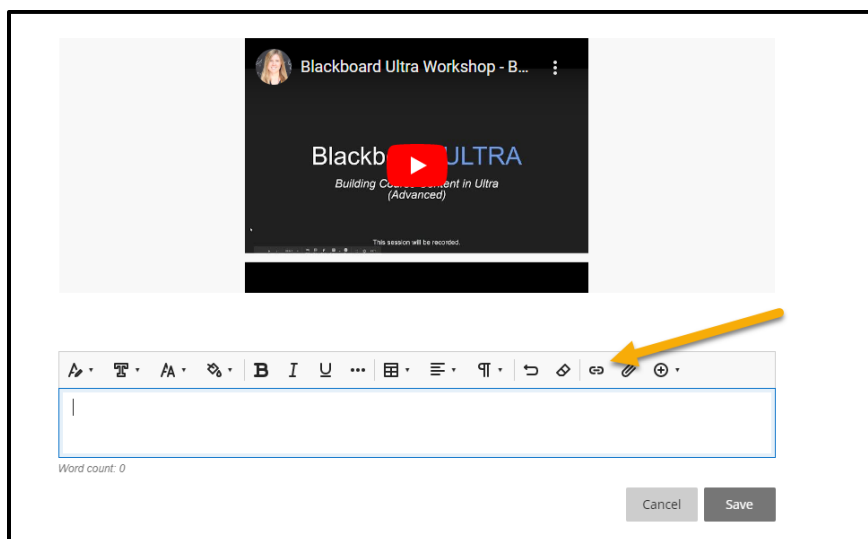 Blackboard Ultra Workshop - B...
Blackb ULTRA
Building Course Content in Ultra
(Advanced)
This session will be recorded.
B I U
Word count: 0
Cancel Save